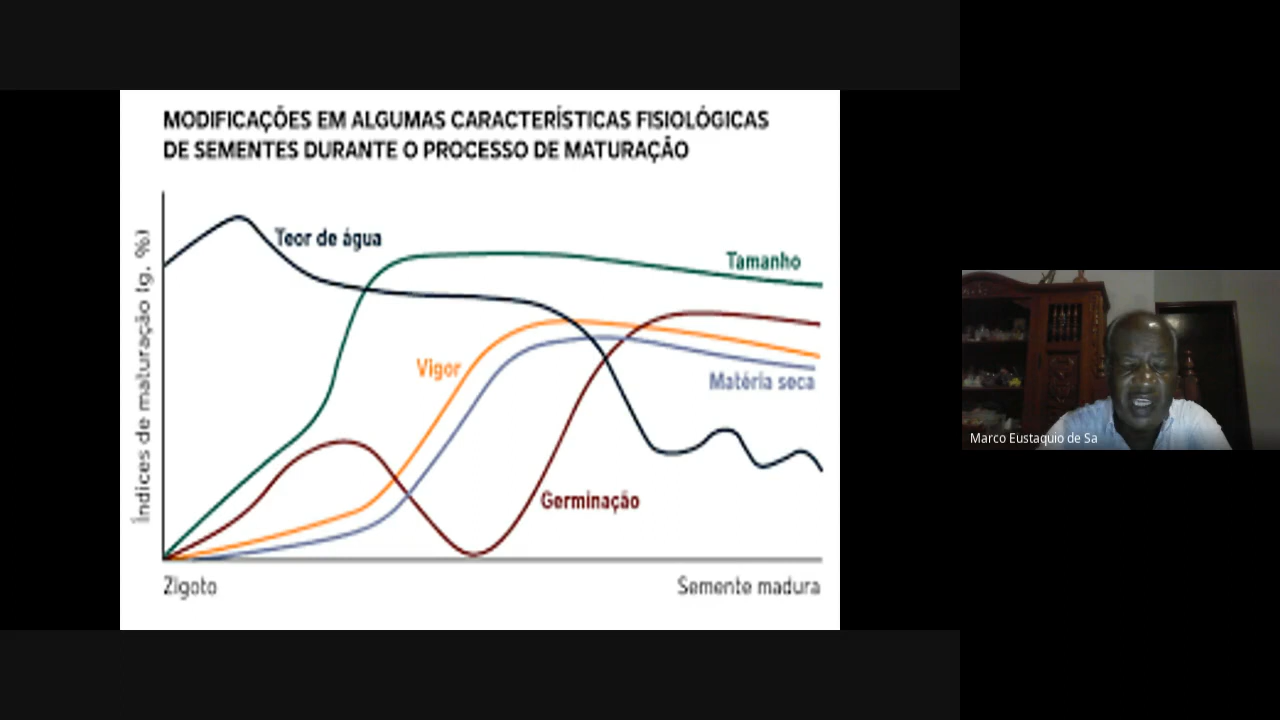 MODIFICAÇÕES EM ALGUMAS CARACTERÍSTICAS FISIOLÓGICAS
DE SEMENTES DURANTE O PROCESSO DE MATURAÇÃO
Índices de maturação (g, %)
Teor de água
Tamanho
Vigor
Matéria seca
Germinação
Zigoto
Semente madura
Marco Eustaquio de Sa